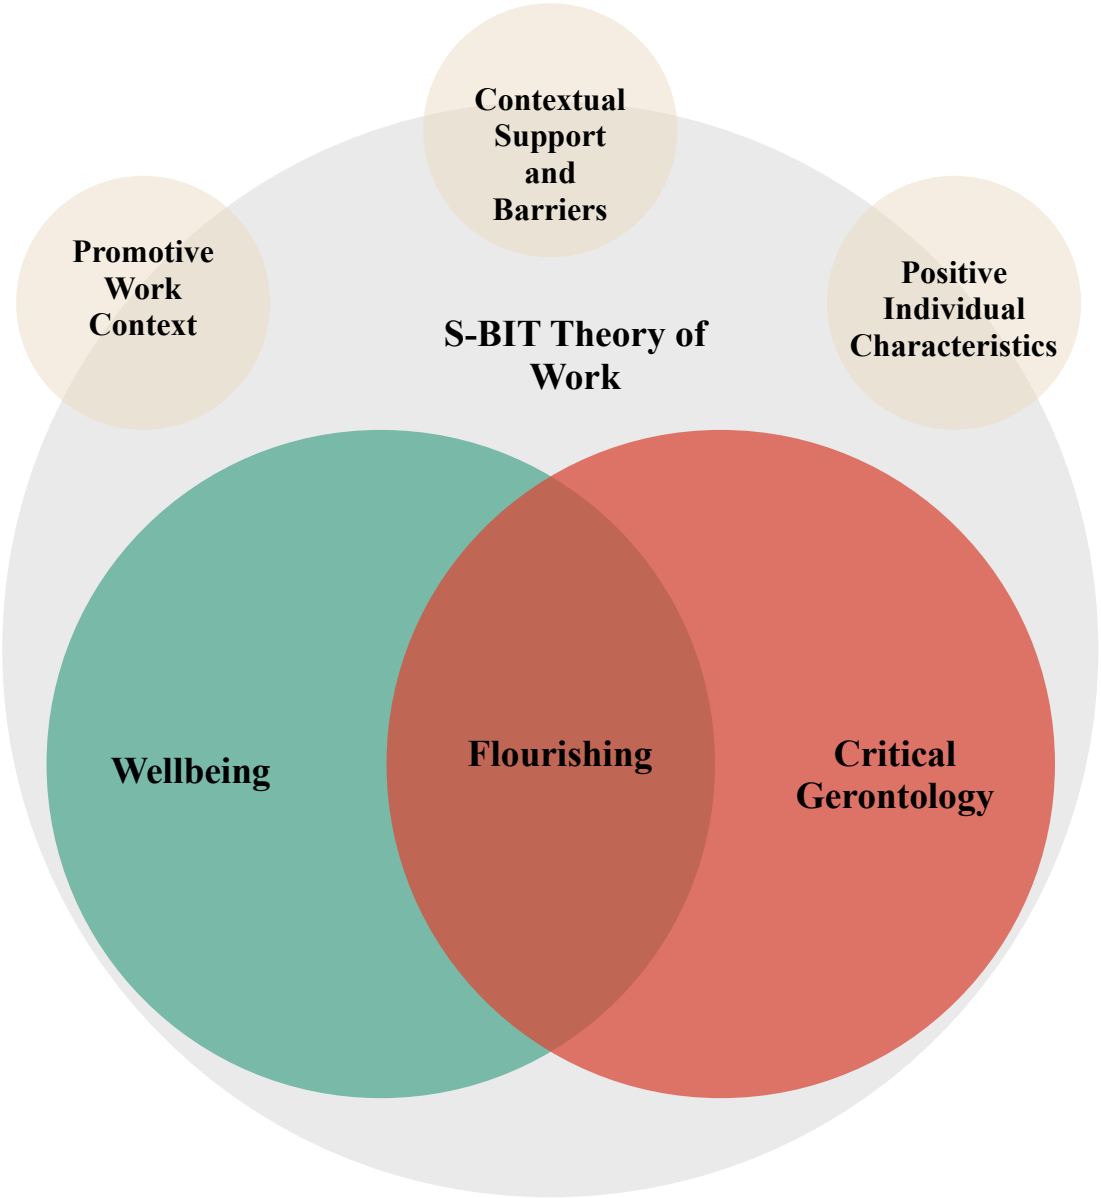 Contextual
Support
and
Barriers
Promotive
Work
Context
Positive
Individual
Characteristics
S-BIT Theory of
Work
Wellbeing
Flourishing
Critical
Gerontology